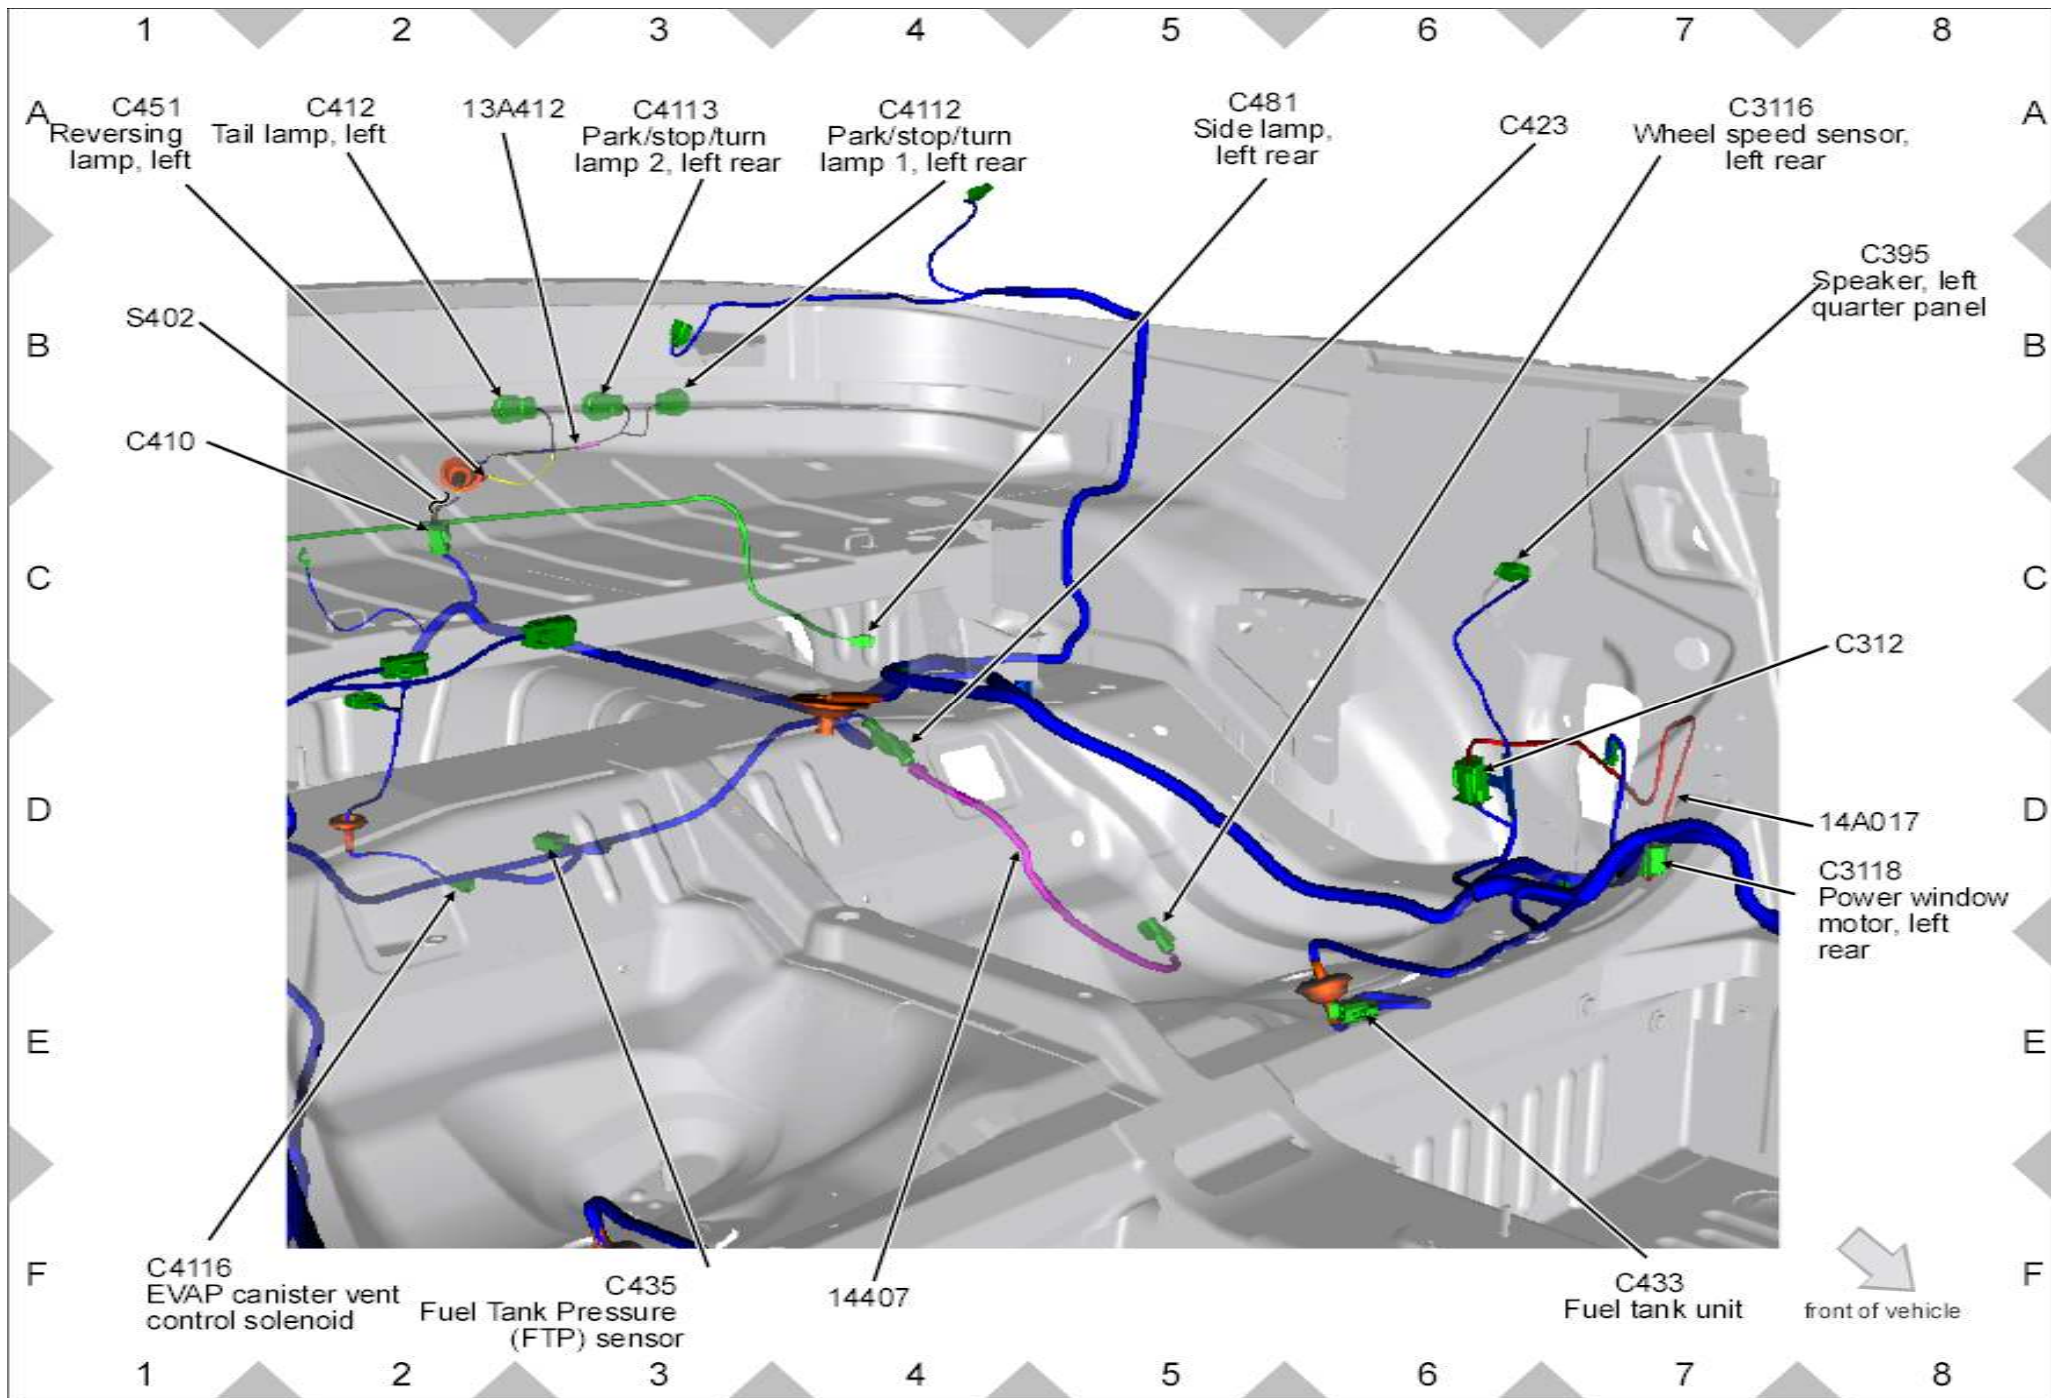 1 2 3 4 5 6 7 8
A
C451
Reversing
lamp, left
C412
Tail lamp, left
13A412
C4113
Park/stop/turn
lamp 2, left rear
C4112
Park/stop/turn
lamp 1, left rear
C481
Side lamp,
left rear
C423
C3116
Wheel speed sensor,
left rear
A
C395
Speaker, left
quarter panel
S402
B
B
C410
C
C
C312
D
D
14A017
C3118
Power window
motor, left
rear
E
E
F
C4116
EVAP canister vent
control solenoid
C435
Fuel Tank Pressure
(FTP) sensor
14407
C433
Fuel tank unit
front of vehicle
F
1 2 3 4 5 6 7 8